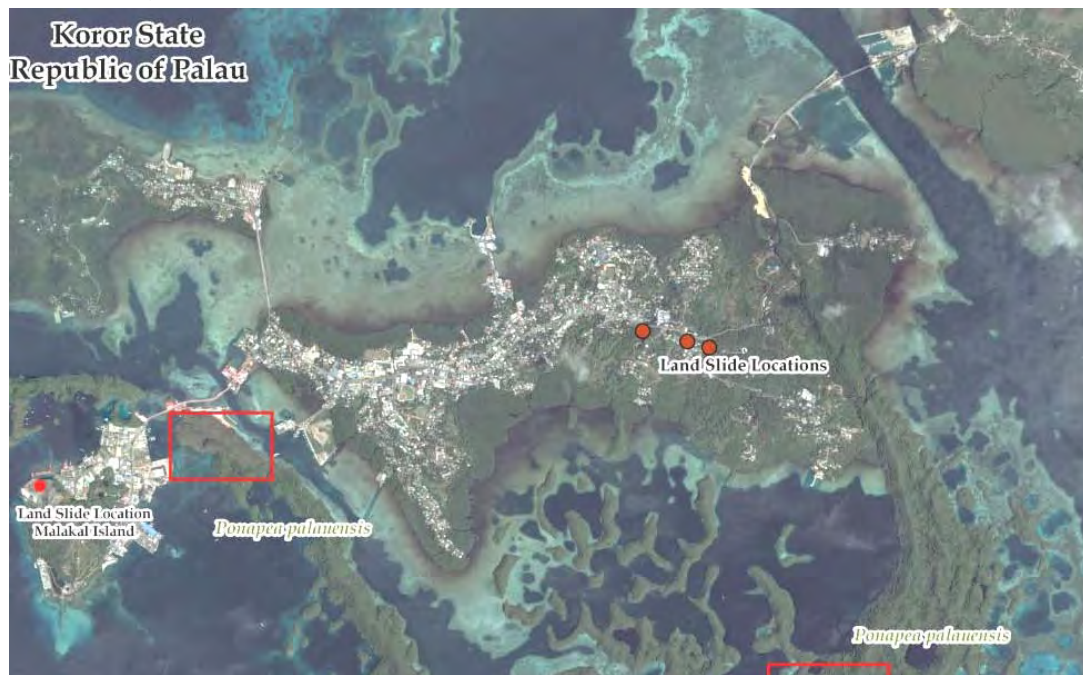 Koror State
Republic of Palau
Land Slide Locations
Land Slide Location
Malakal Island
Ponapea palauensis
Ponapea palauensis